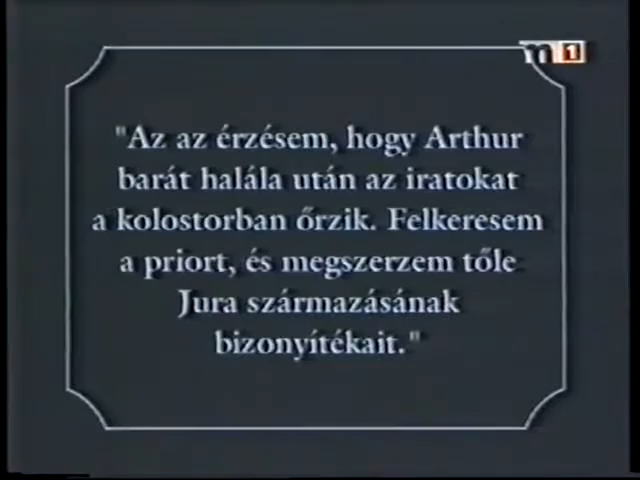 m1
"Az az érzésem, hogy Arthur
barát halála után az iratokat
a kolostorban őrzik. Felkeresem
a priort, és megszerzem tőle
Jura származásának
bizonyítékait."